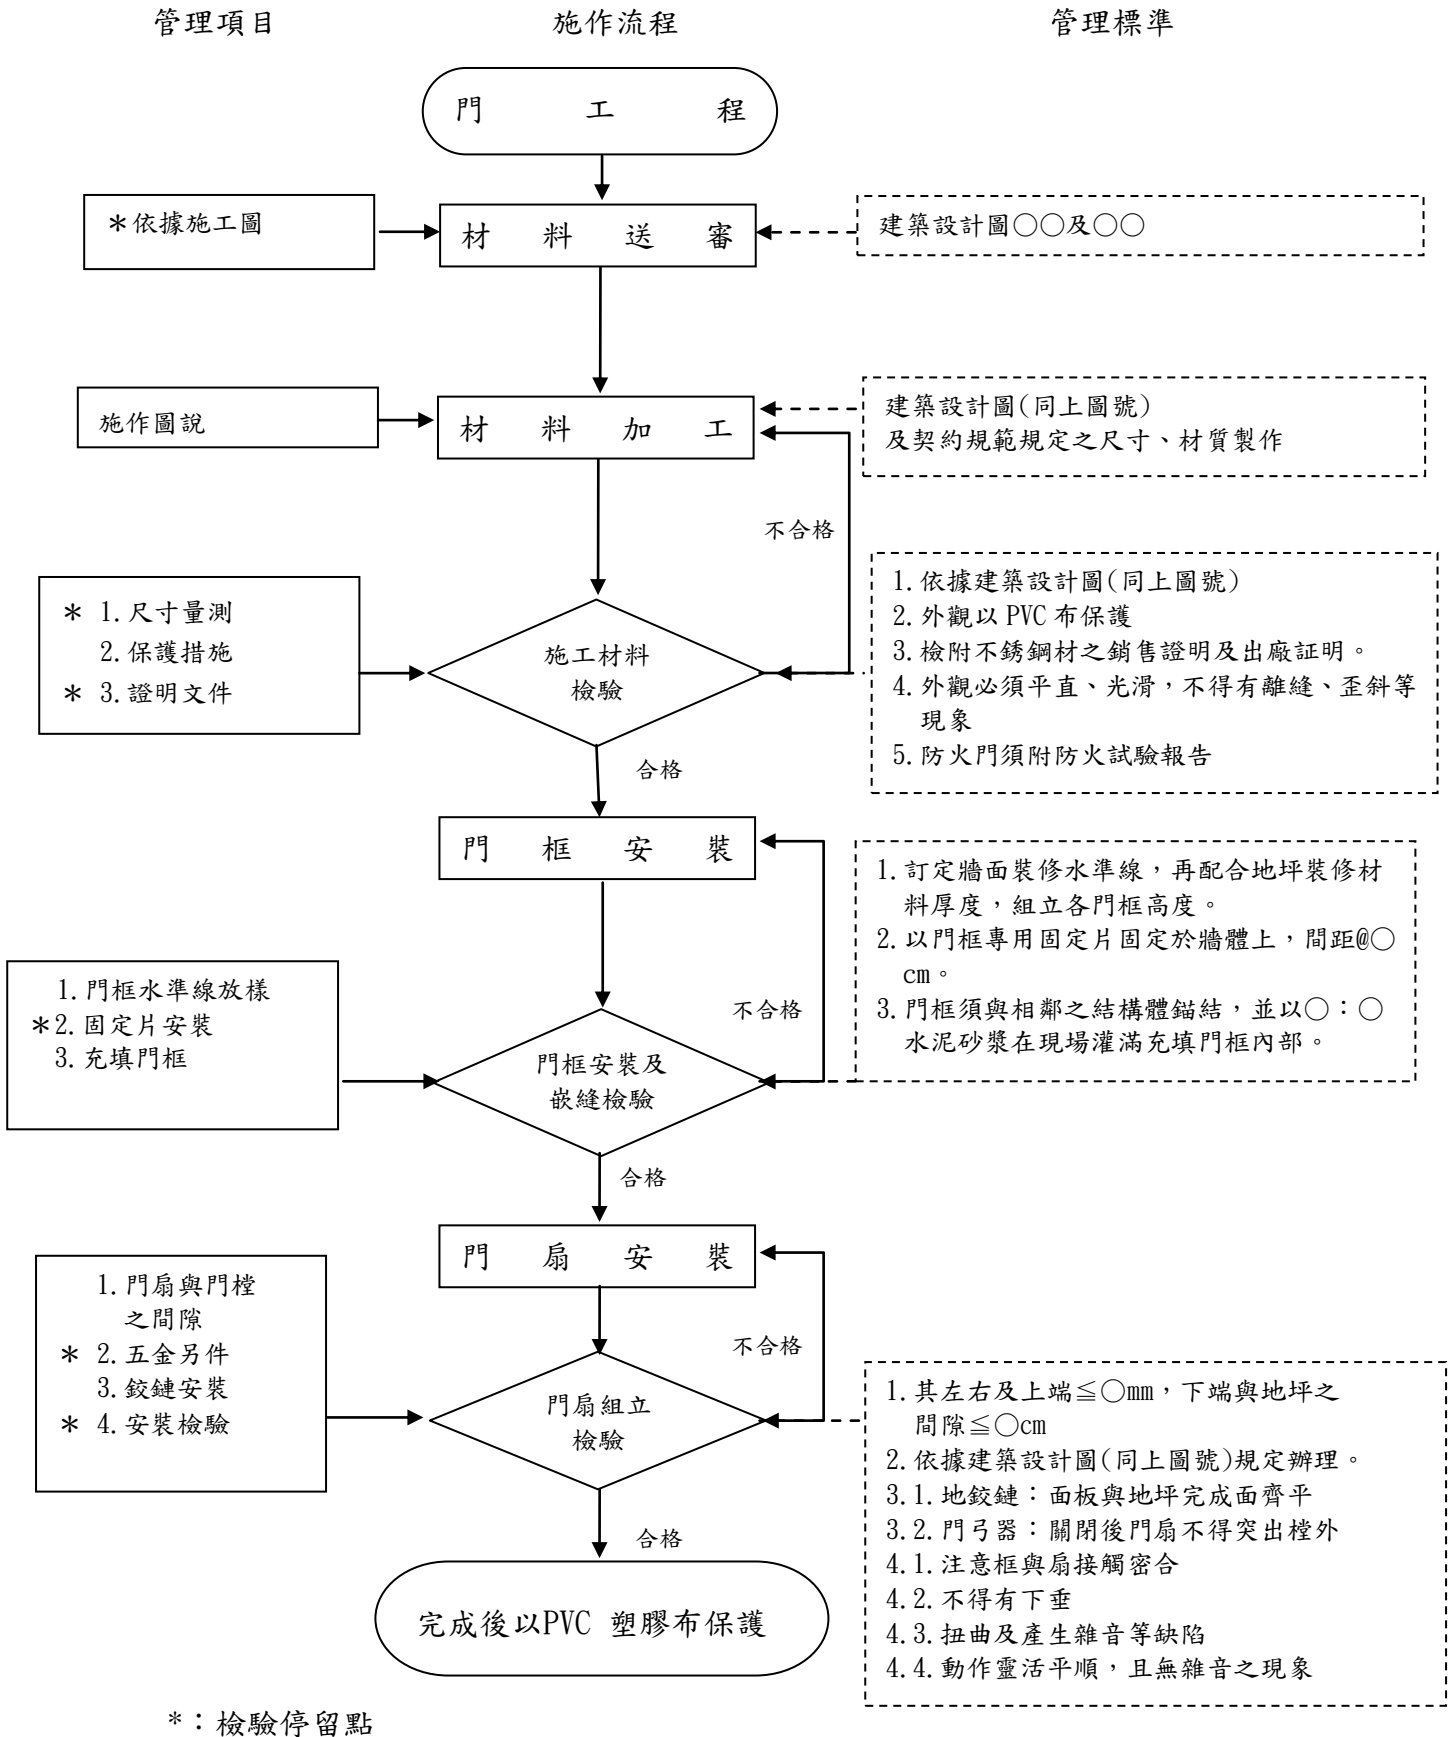 管理項目 施作流程 管理標準
門 工 程
＊依據施工圖
材 料 送 審
建築設計圖○○及○○
施作圖說
材 料 加 工
建築設計圖(同上圖號)
及契約規範規定之尺寸、材質製作
不合格
＊ 1.尺寸量測
2.保護措施
＊ 3.證明文件
施工材料
檢驗
1.依據建築設計圖(同上圖號)
2.外觀以 PVC 布保護
3.檢附不銹鋼材之銷售證明及出廠証明。
4.外觀必須平直、光滑，不得有離縫、歪斜等
現象
5.防火門須附防火試驗報告
合格
門 框 安 裝
1.訂定牆面裝修水準線，再配合地坪裝修材
料厚度，組立各門框高度。
2.以門框專用固定片固定於牆體上，間距@○
cm。
3.門框須與相鄰之結構體錨結，並以○：○
水泥砂漿在現場灌滿充填門框內部。
不合格
1.門框水準線放樣
＊2.固定片安裝
3.充填門框
門框安裝及
嵌縫檢驗
合格
門 扇 安 裝
不合格
1.門扇與門樘
之間隙
＊ 2.五金另件
3.鉸鏈安裝
＊ 4.安裝檢驗
門扇組立
檢驗
1.其左右及上端≦○mm，下端與地坪之
間隙≦○cm
2.依據建築設計圖(同上圖號)規定辦理。
3.1.地鉸鏈：面板與地坪完成面齊平
3.2.門弓器：關閉後門扇不得突出樘外
4.1.注意框與扇接觸密合
4.2.不得有下垂
4.3.扭曲及產生雜音等缺陷
4.4.動作靈活平順，且無雜音之現象
合格
完成後以PVC 塑膠布保護
*：檢驗停留點